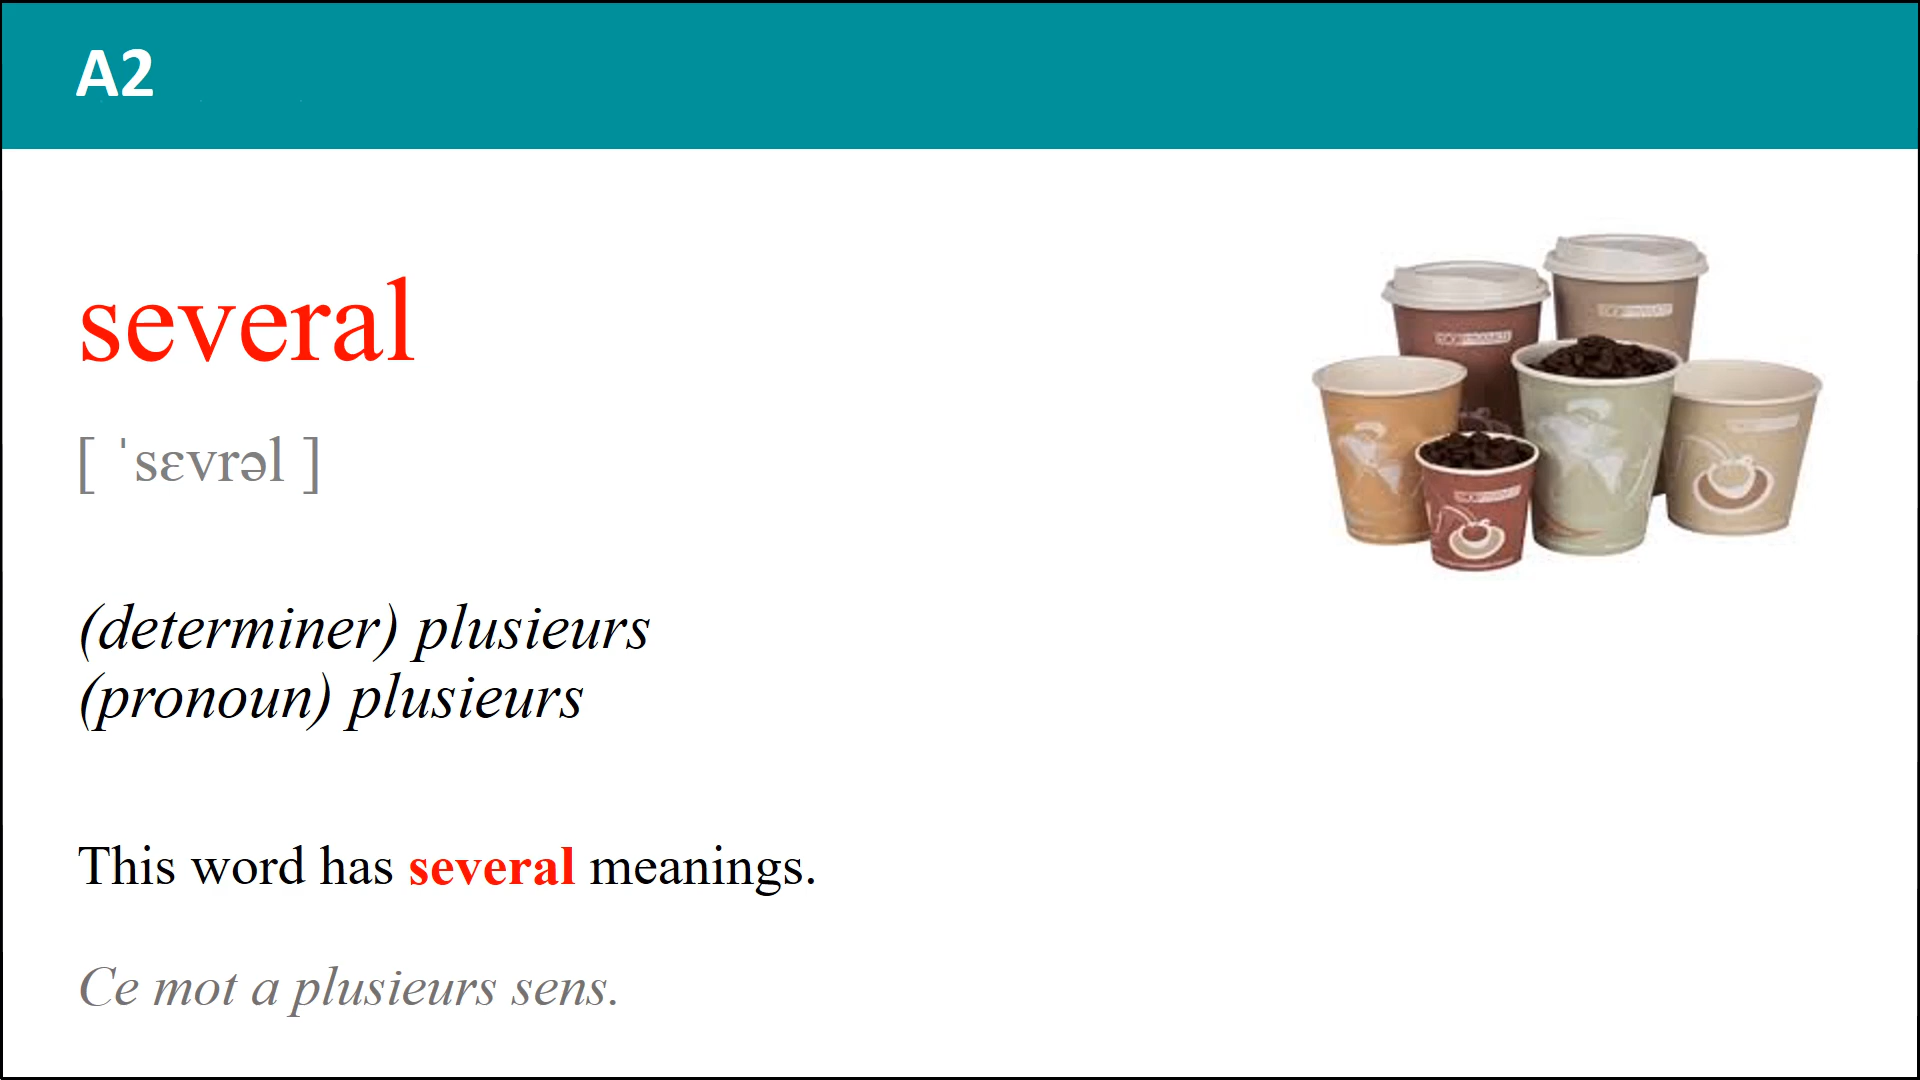 A2
several
[ ˈsɛvrəl ]
(determiner) plusieurs
(pronoun) plusieurs
This word has several meanings.
Ce mot a plusieurs sens.